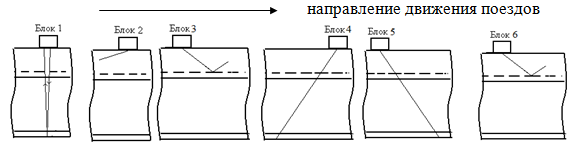 направление движения поездов
Блок 1
Блок 2
Блок 3
Блок 4
Блок 5
Блок 6